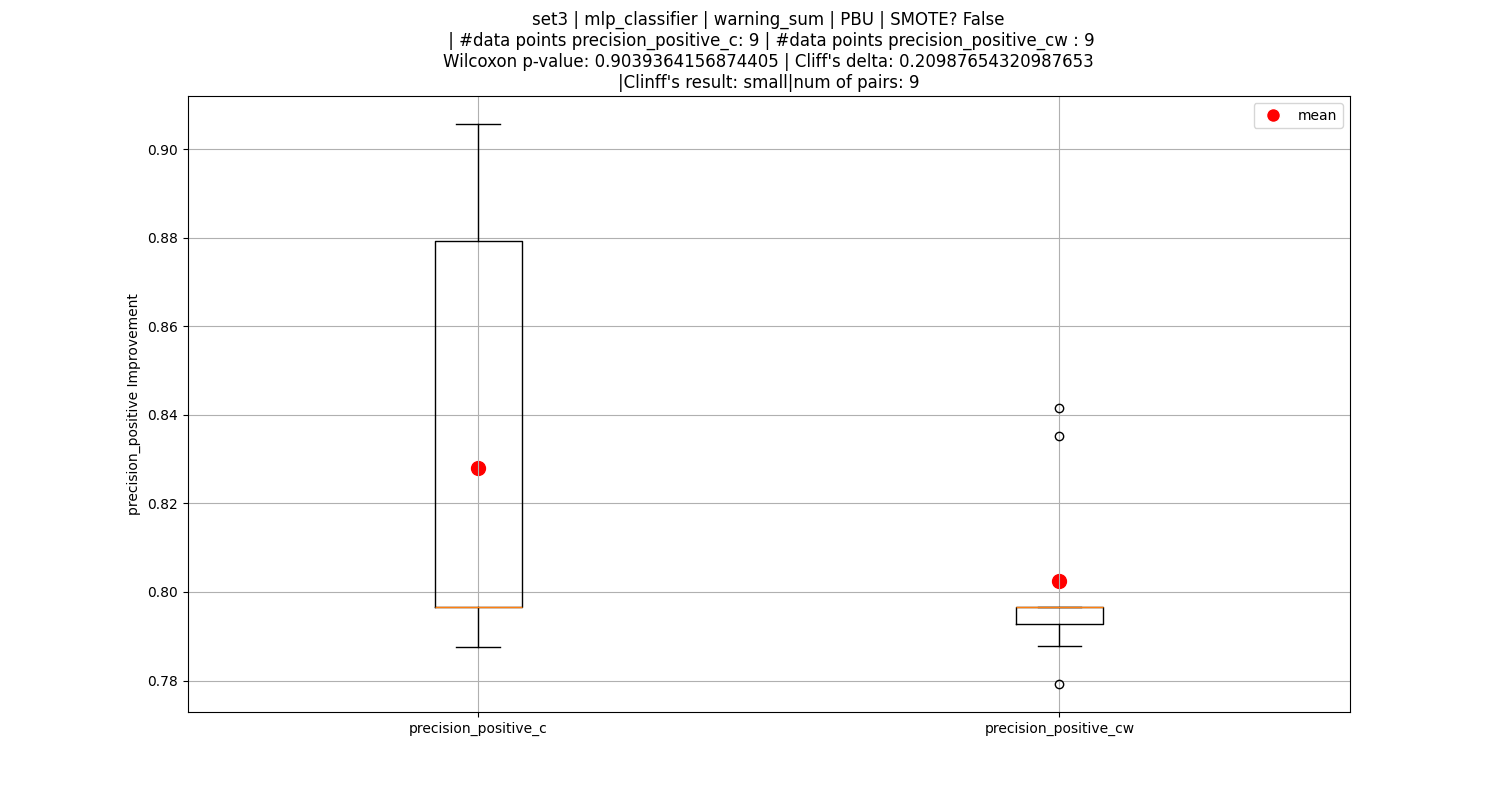 set3 | mlp_classifier | warning_sum | PBU | SMOTE? False
| #data points precision_positive_c: 9 | #data points precision_positive_cw : 9
Wilcoxon p-value: 0.9039364156874405 | Cliff's delta: 0.20987654320987653
|Clinff's result: small|num of pairs: 9
mean
0.90
0.88
0.86
0.84
0.82
0.80
0.78
precision_positive Improvement
precision_positive_c
precision_positive_cw